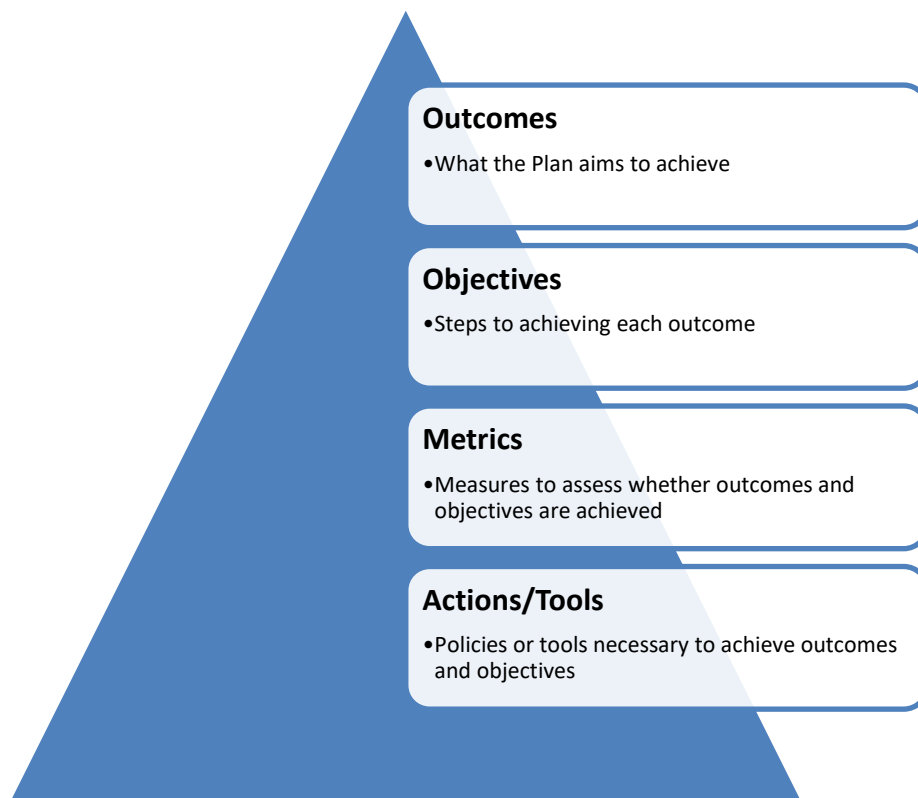 Outcomes
•What the Plan aims to achieve
Objectives
•Steps to achieving each outcome
Metrics
•Measures to assess whether outcomes and
objectives are achieved
Actions/Tools
•Policies or tools necessary to achieve outcomes
and objectives